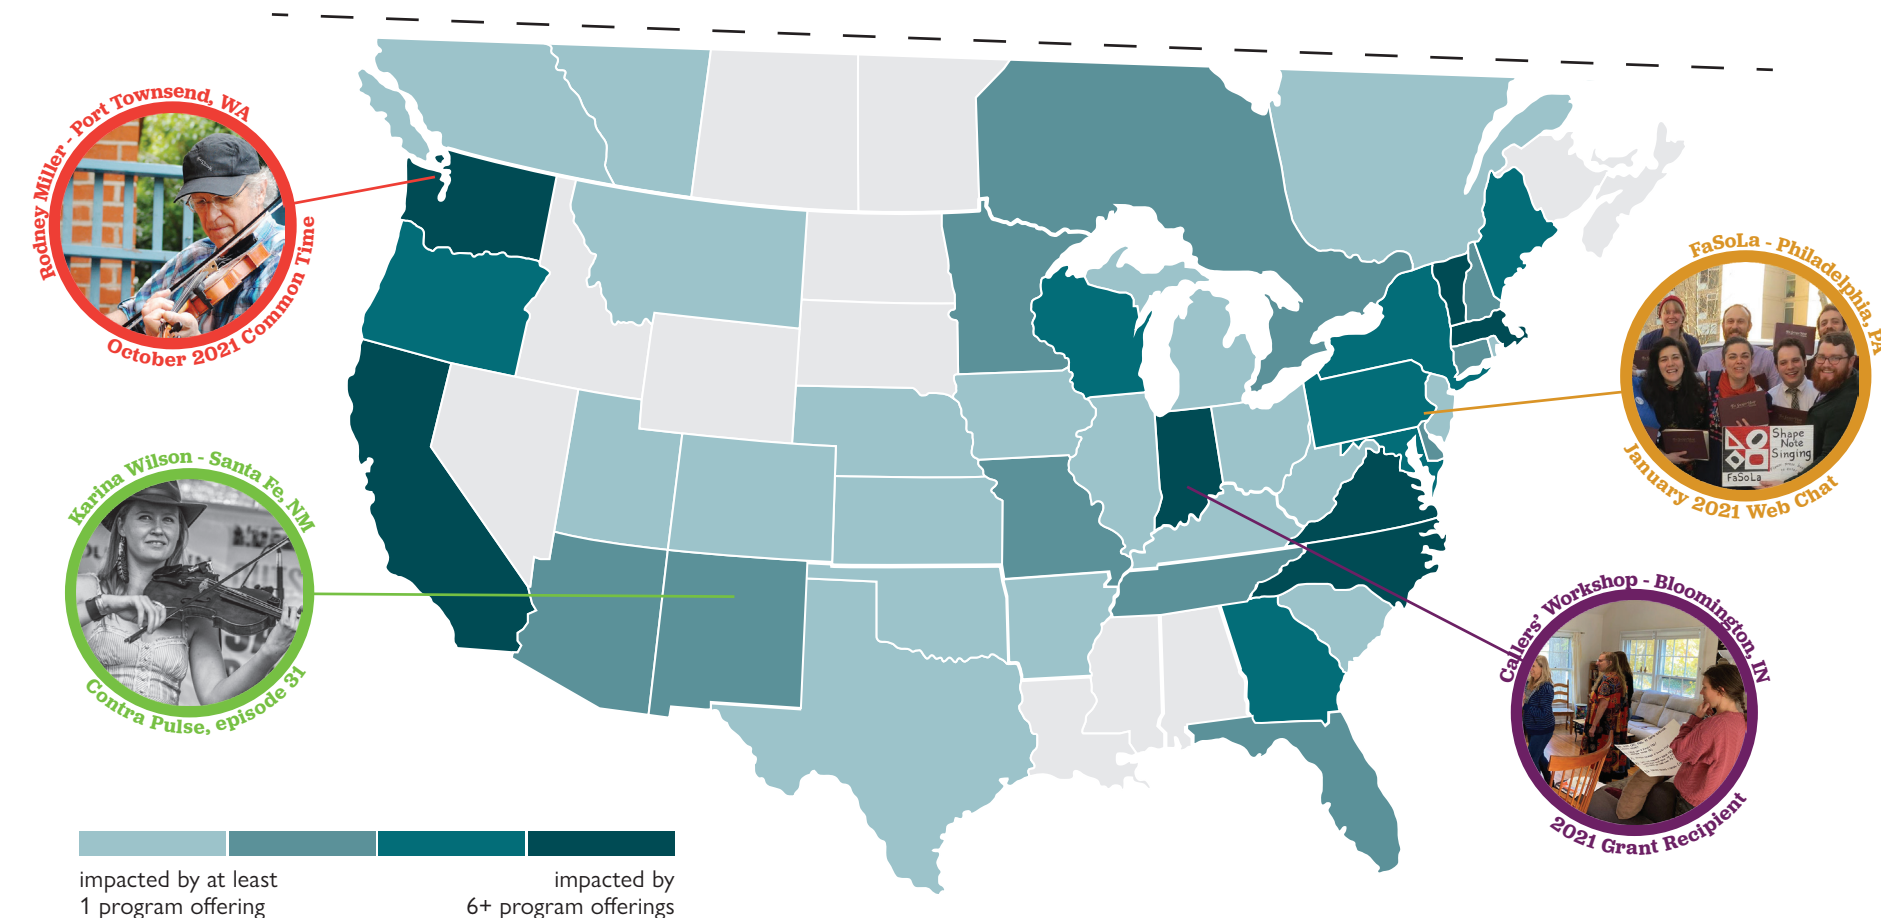 Rodney Miller - Port Townsend, WA
October 2021 Common Time
Karina Wilson - Santa Fe, NM
Contra Pulse, episode 31
FaSoLa - Philadelphia, PA
Shape
Note
Singing
FaSoLa
January 2021 Web Chat
Callers' Workshop - Bloomington, IN
2021 Grant Recipient
impacted by at least
1 program offering
impacted by
6+ program offerings